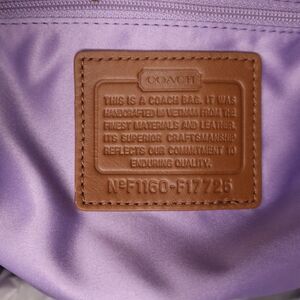 COACH
THIS IS A COACH BAG. IT WAS
HANDCRAFTED IN VIETNAM FROM THE
FINEST MATERIALS AND LEATHER.
ITS SUPERIOR CRAFTSMANSHIP
REFLECTS OUR COMMITMENT TO
ENDURING QUALITY.
NºF1160-F17725